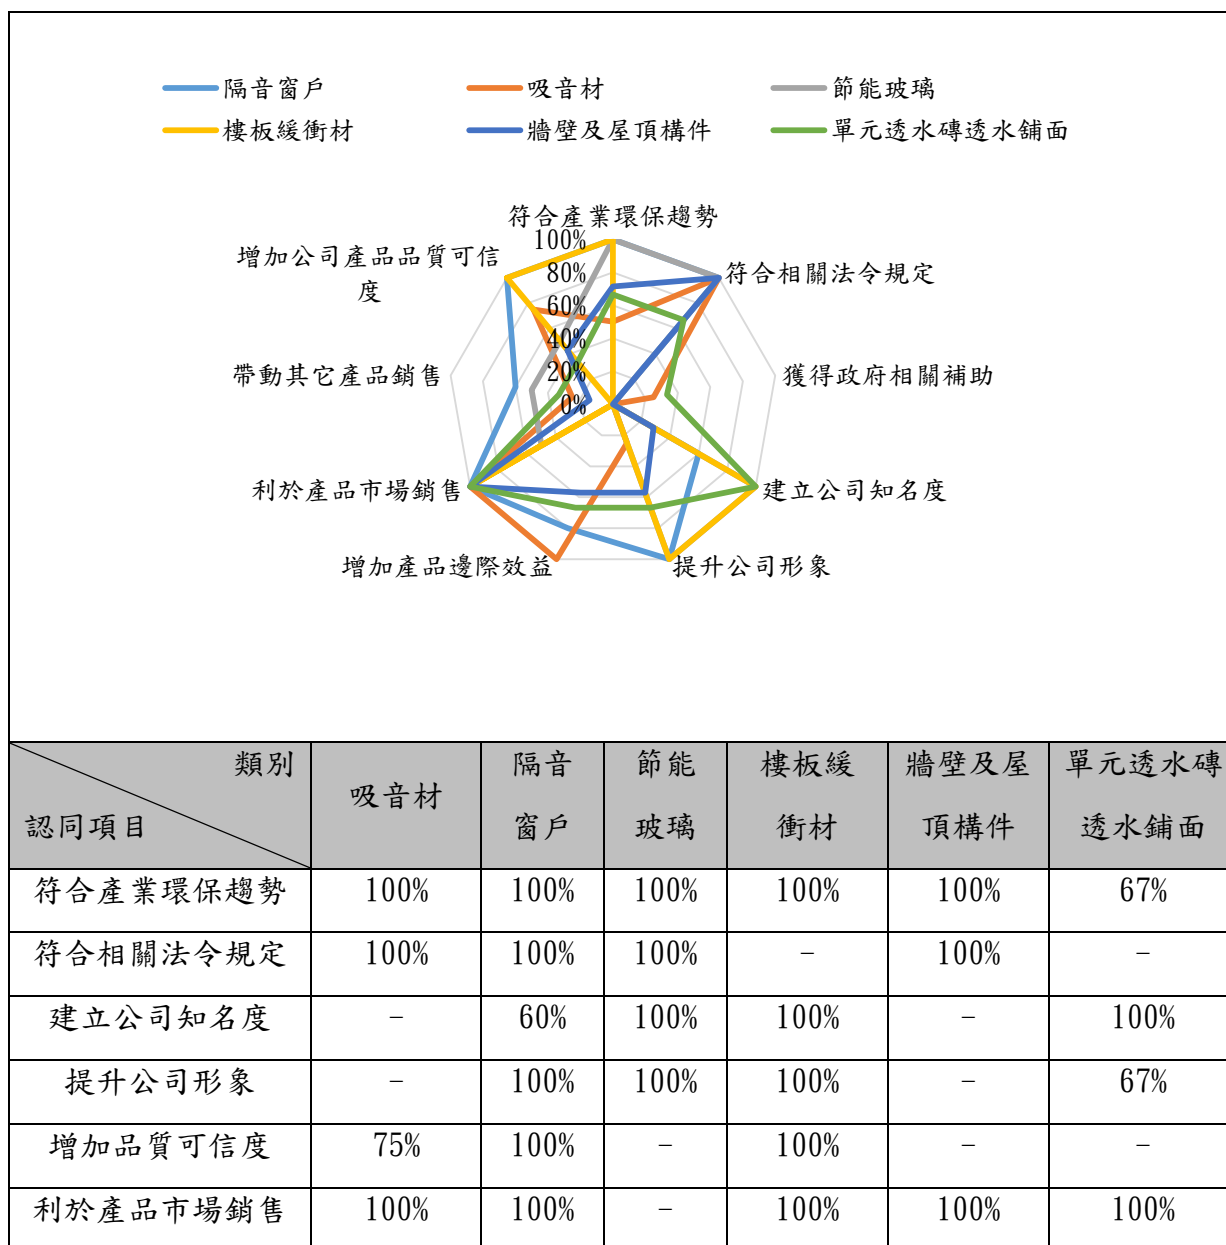 隔音窗戶 吸音材 節能玻璃
樓板緩衝材 牆壁及屋頂構件 單元透水磚透水舖面
符合產業環保趨勢
100%
80%
60%
40%
20%
0%
符合相關法令規定
獲得政府相關補助
建立公司知名度
提升公司形象
增加產品邊際效益
利於產品市場銷售
帶動其它產品銷售
增加公司產品品質可信
度
類別
認同項目
吸音材
隔音
窗戶
節能
玻璃
樓板緩
衝材
牆壁及屋
頂構件
單元透水磚
透水鋪面
符合產業環保趨勢 100% 100% 100% 100% 100% 67%
符合相關法令規定 100% 100% 100% – 100% –
建立公司知名度 – 60% 100% 100% – 100%
提升公司形象 – 100% 100% 100% – 67%
增加品質可信度 75% 100% – 100% – –
利於產品市場銷售 100% 100% – 100% 100% 100%